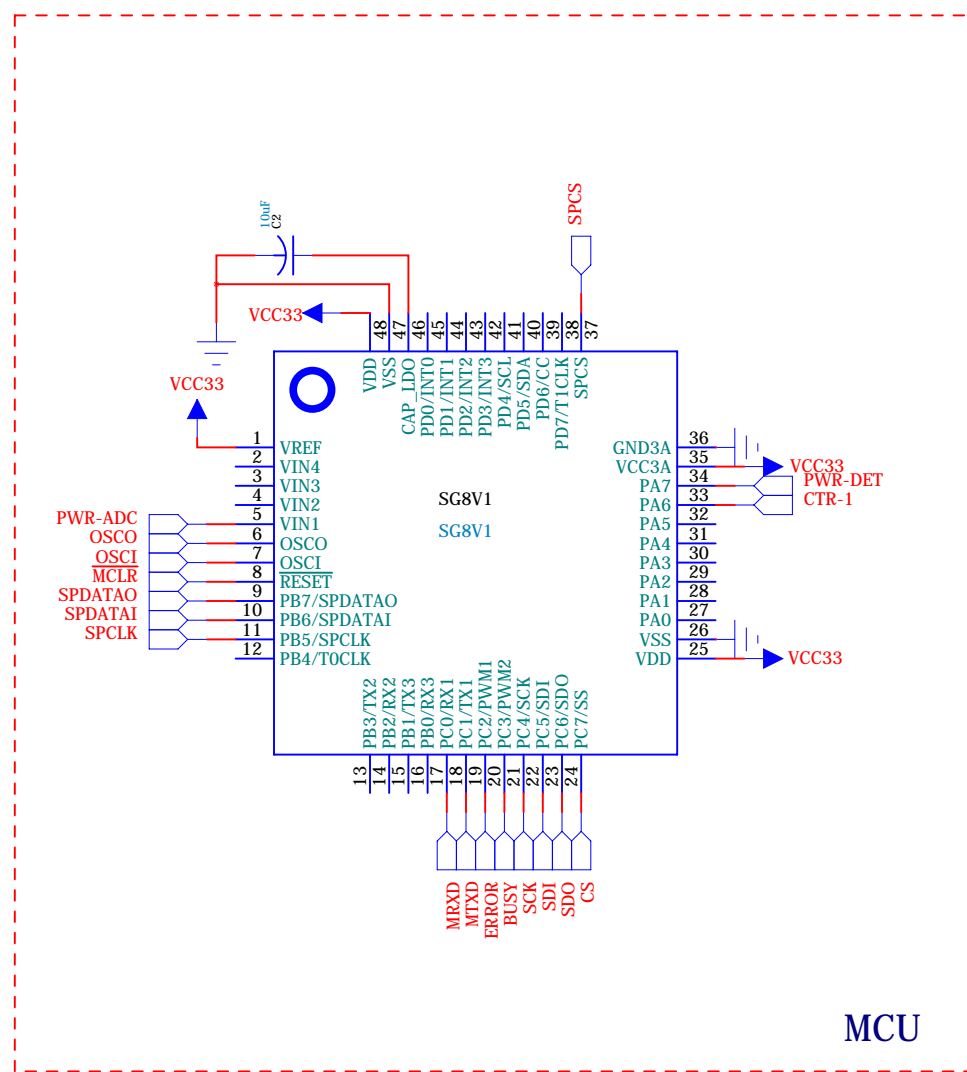 10uF
C2
SPCS
VCC33
48
47
46
45
44
43
42
41
40
39
38
37
VDD
VSS
CAP_LDO
PD0/INT0
PD1/INT1
PD2/INT2
PD3/INT3
PD4/SCL
PD5/SDA
PD6/CC
PD7/T1CLK
SPCS
VCC33
1 VREF
2 VIN4
3 VIN3
4 VIN2
PWR-ADC 5 VIN1
OSCO 6 OSCO
OSCI 7 OSCI
MCLR 8 RESET
SPDATAO 9 PB7/SPDATAO
SPDATAI 10 PB6/SPDATAI
SPCLK 11 PB5/SPCLK
12 PB4/T0CLK
SG8V1
SG8V1
GND3A 36
VCC3A 35 VCC33
PA7 34 PWR-DET
PA6 33 CTR-1
PA5 32
PA4 31
PA3 30
PA2 29
PA1 28
PA0 27
VSS 26
VDD 25 VCC33
PB3/TX2
PB2/RX2
PB1/TX3
PB0/RX3
PC0/RX1
PC1/TX1
PC2/PWM1
PC3/PWM2
PC4/SCK
PC5/SDI
PC6/SDO
PC7/SS
13
14
15
16
17
18
19
20
21
22
23
24
MRXD
MTXD
ERROR
BUSY
SCK
SDI
SDO
CS
MCU